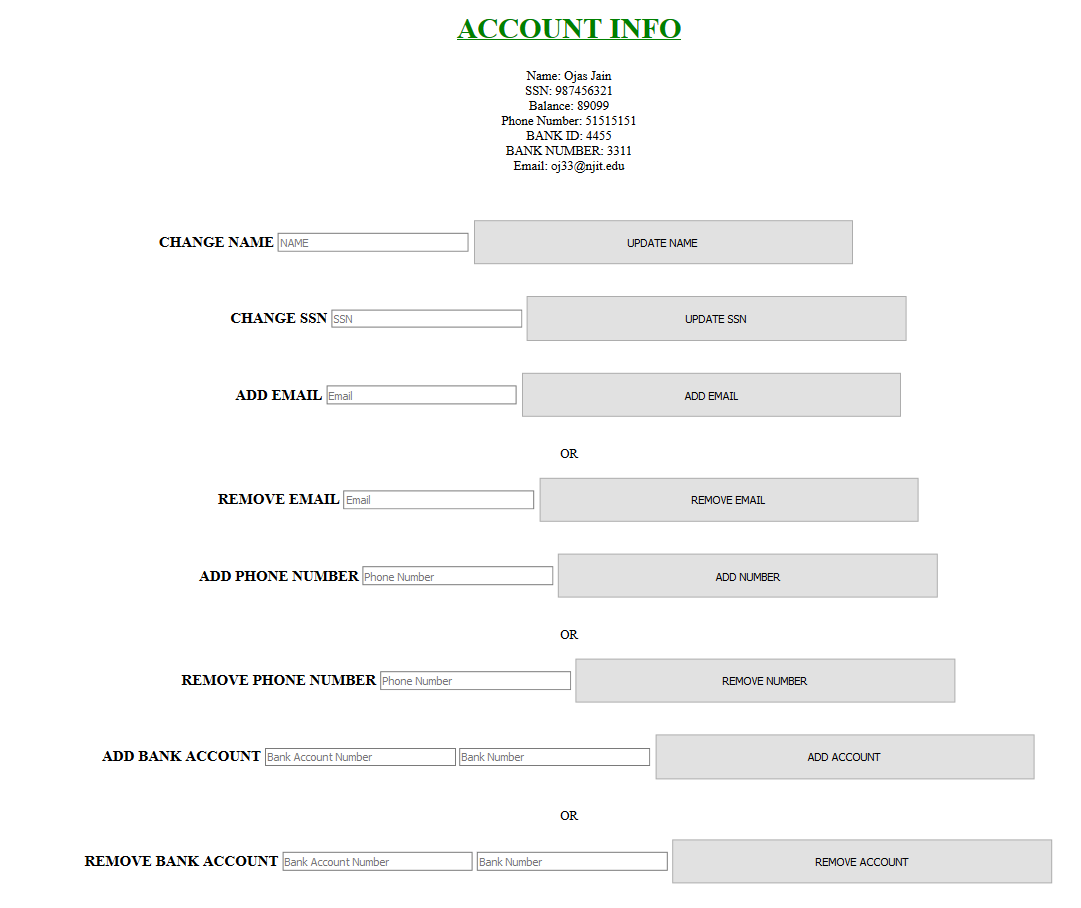 ACCOUNT INFO
Name: Ojas Jain
SSN: 987456321
Balance: 89099
Phone Number: 51515151
BANK ID: 4455
BANK NUMBER: 3311
Email: oj33@njit.edu
CHANGE NAME NAME UPDATE NAME
CHANGE SSN SSN UPDATE SSN
ADD EMAIL Email ADD EMAIL
OR
REMOVE EMAIL Email REMOVE EMAIL
ADD PHONE NUMBER Phone Number ADD NUMBER
OR
REMOVE PHONE NUMBER Phone Number REMOVE NUMBER
ADD BANK ACCOUNT Bank Account Number Bank Number ADD ACCOUNT
OR
REMOVE BANK ACCOUNT Bank Account Number Bank Number REMOVE ACCOUNT